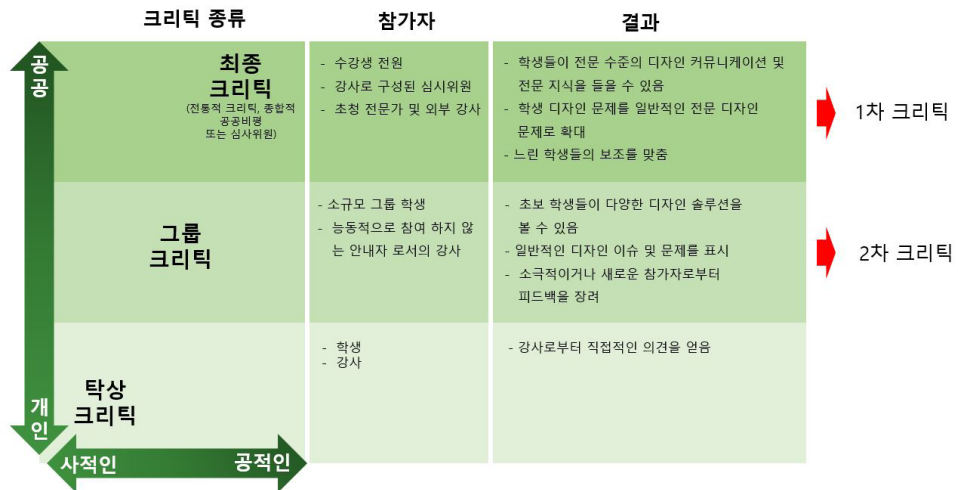 크리틱 종류
참가자
결과
공공
최종
크리틱
(전통적 크리틱, 종합적
공공비평
또는 심사위원)
- 수강생 전원
- 강사로 구성된 심사위원
- 초청 전문가 및 외부 강사
- 학생들이 전문 수준의 디자인 커뮤니케이션 및
전문 지식을 들을 수 있음
- 학생 디자인 문제를 일반적인 전문 디자인
문제로 확대
- 느린 학생들의 보조를 맞춤
1차 크리틱
그룹
크리틱
- 소규모 그룹 학생
- 능동적으로 참여 하지 않
는 안내자 로서의 강사
- 초보 학생들이 다양한 디자인 솔루션을
볼 수 있음
- 일반적인 디자인 이슈 및 문제를 표시
- 소극적이거나 새로운 참가자로부터
피드백을 장려
2차 크리틱
탁상
크리틱
- 학생
- 강사
- 강사로부터 직접적인 의견을 얻음
개인
사적인
공적인